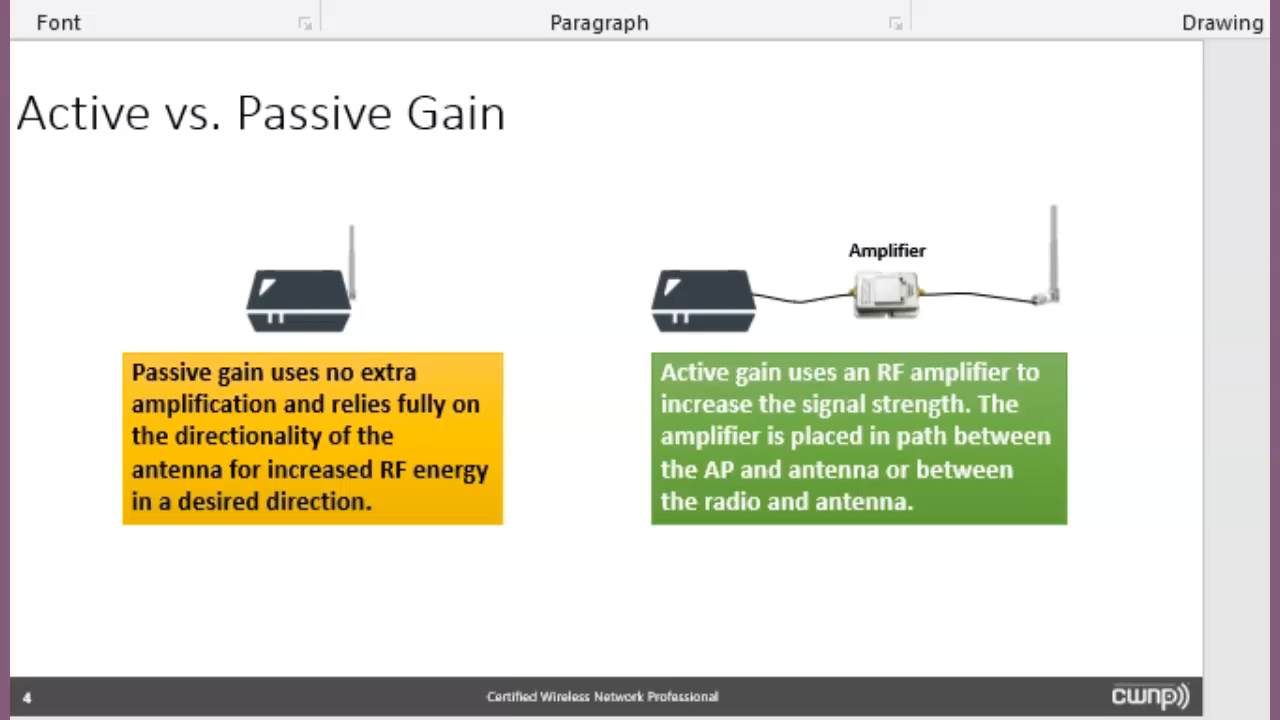 Font
Paragraph
Drawing
Active vs. Passive Gain
Amplifier
Passive gain uses no extra
amplification and relies fully on
the directionality of the
antenna for increased RF energy
in a desired direction.
Active gain uses an RF amplifier to
increase the signal strength. The
amplifier is placed in path between
the AP and antenna or between
the radio and antenna.
4
Certified Wireless Network Professional
cwnp